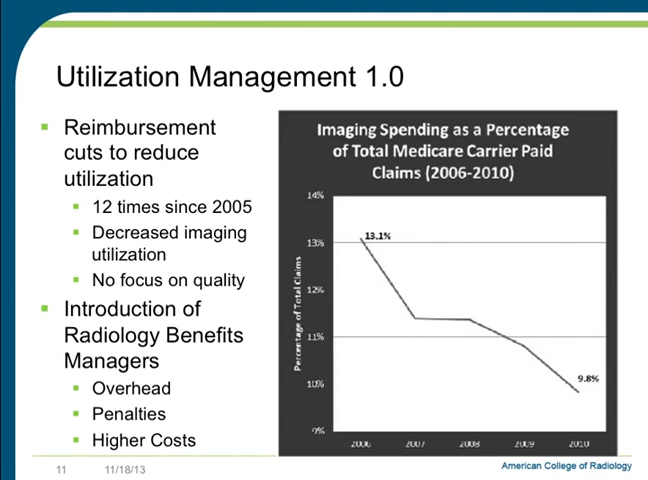 Utilization Management 1.0
Reimbursement
cuts to reduce
utilization
12 times since 2005
Decreased imaging
utilization
No focus on quality
Introduction of
Radiology Benefits
Managers
Overhead
Penalties
Higher Costs
Imaging Spending as a Percentage
of Total Medicare Carrier Paid
Claims (2006-2010)
Percentage of Total Claims
14%
13%
12%
11%
10%
9%
13.1%
9.8%
2006 2007 2008 2009 2010
11 11/18/13
American College of Radiology